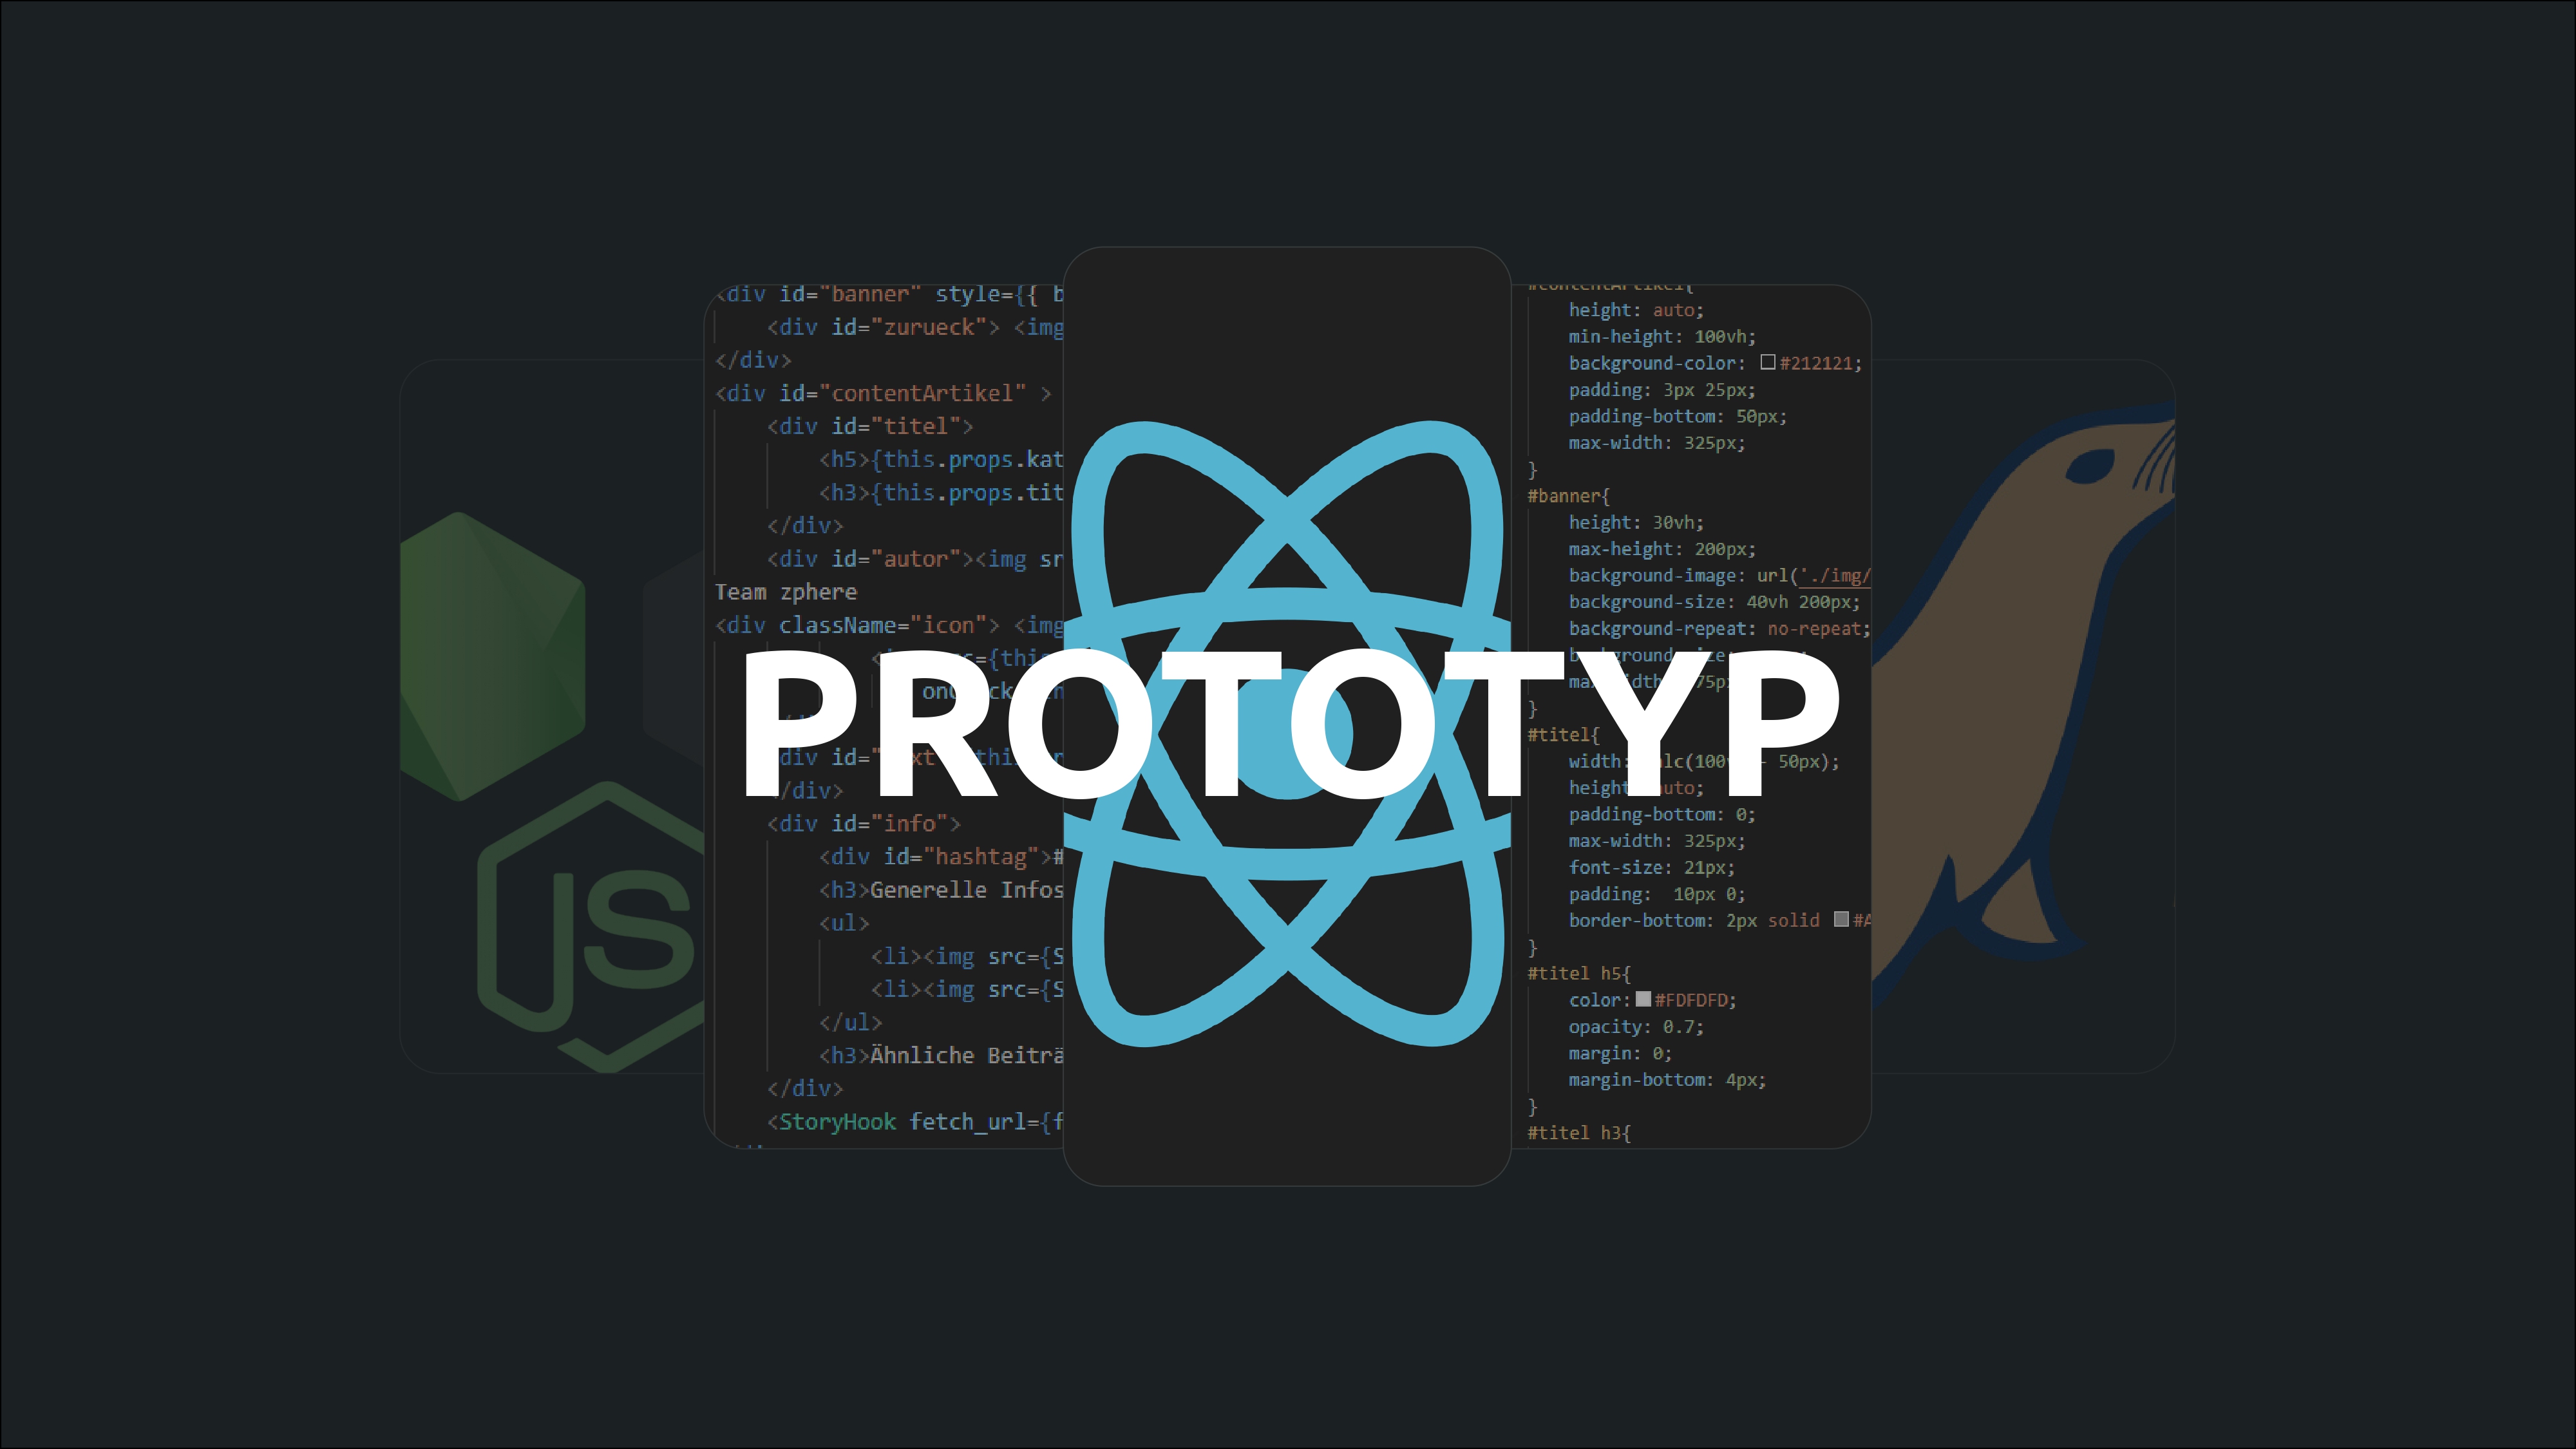 <div id="banner" style={{ b
<div id="zurueck"> <img
</div>
<div id="contentArtikel" >
<div id="titel">
<h5>{this.props.kat
<h3>{this.props.tit
</div>
<div id="autor"><img sr
Team zphere
<div className="icon"> <img
</div>
<div id="info">
<div id="hashtag">#
<h3>Generelle Infos
<ul>
<li><img src={S
<li><img src={S
</ul>
<h3>Ähnliche Beiträ
</div>
<StoryHook fetch_url={f
PROTOTYP
JS
height: auto;
min-height: 100vh;
background-color: #212121;
padding: 3px 25px;
padding-bottom: 50px;
max-width: 325px;
}
#banner{
height: 30vh;
max-height: 200px;
background-image: url('./img/
background-size: 40vh 200px;
background-repeat: no-repeat;
}
#titel{
50px);
padding-bottom: 0;
max-width: 325px;
font-size: 21px;
padding: 10px 0;
border-bottom: 2px solid #A
}
#titel h5{
color: #FDFDFD;
opacity: 0.7;
margin: 0;
margin-bottom: 4px;
}
#titel h3{